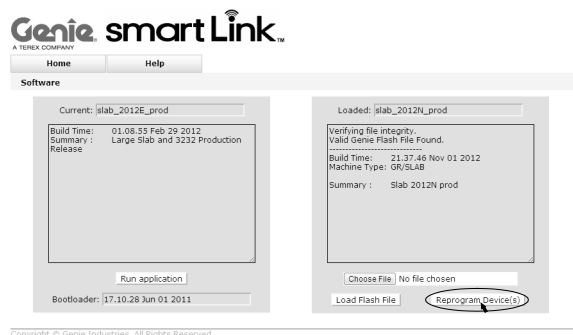 Genie. smart Link™
A TEREX COMPANY
Home Help
Software
Current: slab_2012E_prod
Build Time: 01.08.55 Feb 29 2012
Summary : Large Slab and 3232 Production
Release
Run application
Bootloader: 17.10.28 Jun 01 2011
Loaded: slab_2012N_prod
Verifying file integrity.
Valid Genie Flash File Found.
-----------------------------
Build Time: 21.37.46 Nov 01 2012
Machine Type: GR/SLAB
Summary : Slab 2012N prod
Choose File No file chosen
Load Flash File Reprogram Device(s)
Copyright © Genie Industries. All Rights Reserved